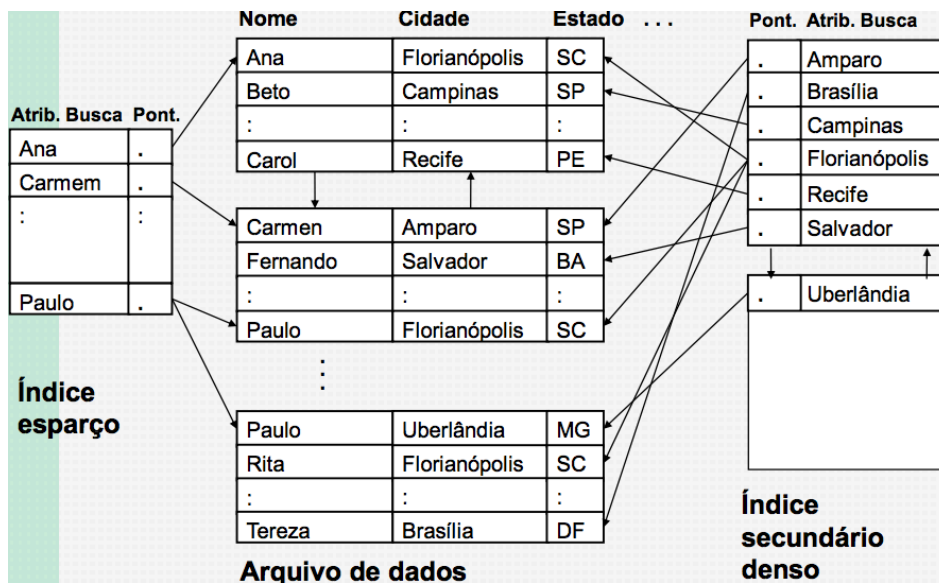 Atrib. Busca Pont.
Ana .
Carmem .
: :
Paulo .
Índice
esparço
Nome Cidade Estado . . .
Ana Florianópolis SC
Beto Campinas SP
: : :
Carol Recife PE
Carmen Amparo SP
Fernando Salvador BA
: : :
Paulo Florianópolis SC
:
Paulo Uberlândia MG
Rita Florianópolis SC
: : :
Tereza Brasília DF
Arquivo de dados
Pont. Atrib. Busca
. Amparo
. Brasília
. Campinas
. Florianópolis
. Recife
. Salvador
. Uberlândia
Índice
secundário
denso